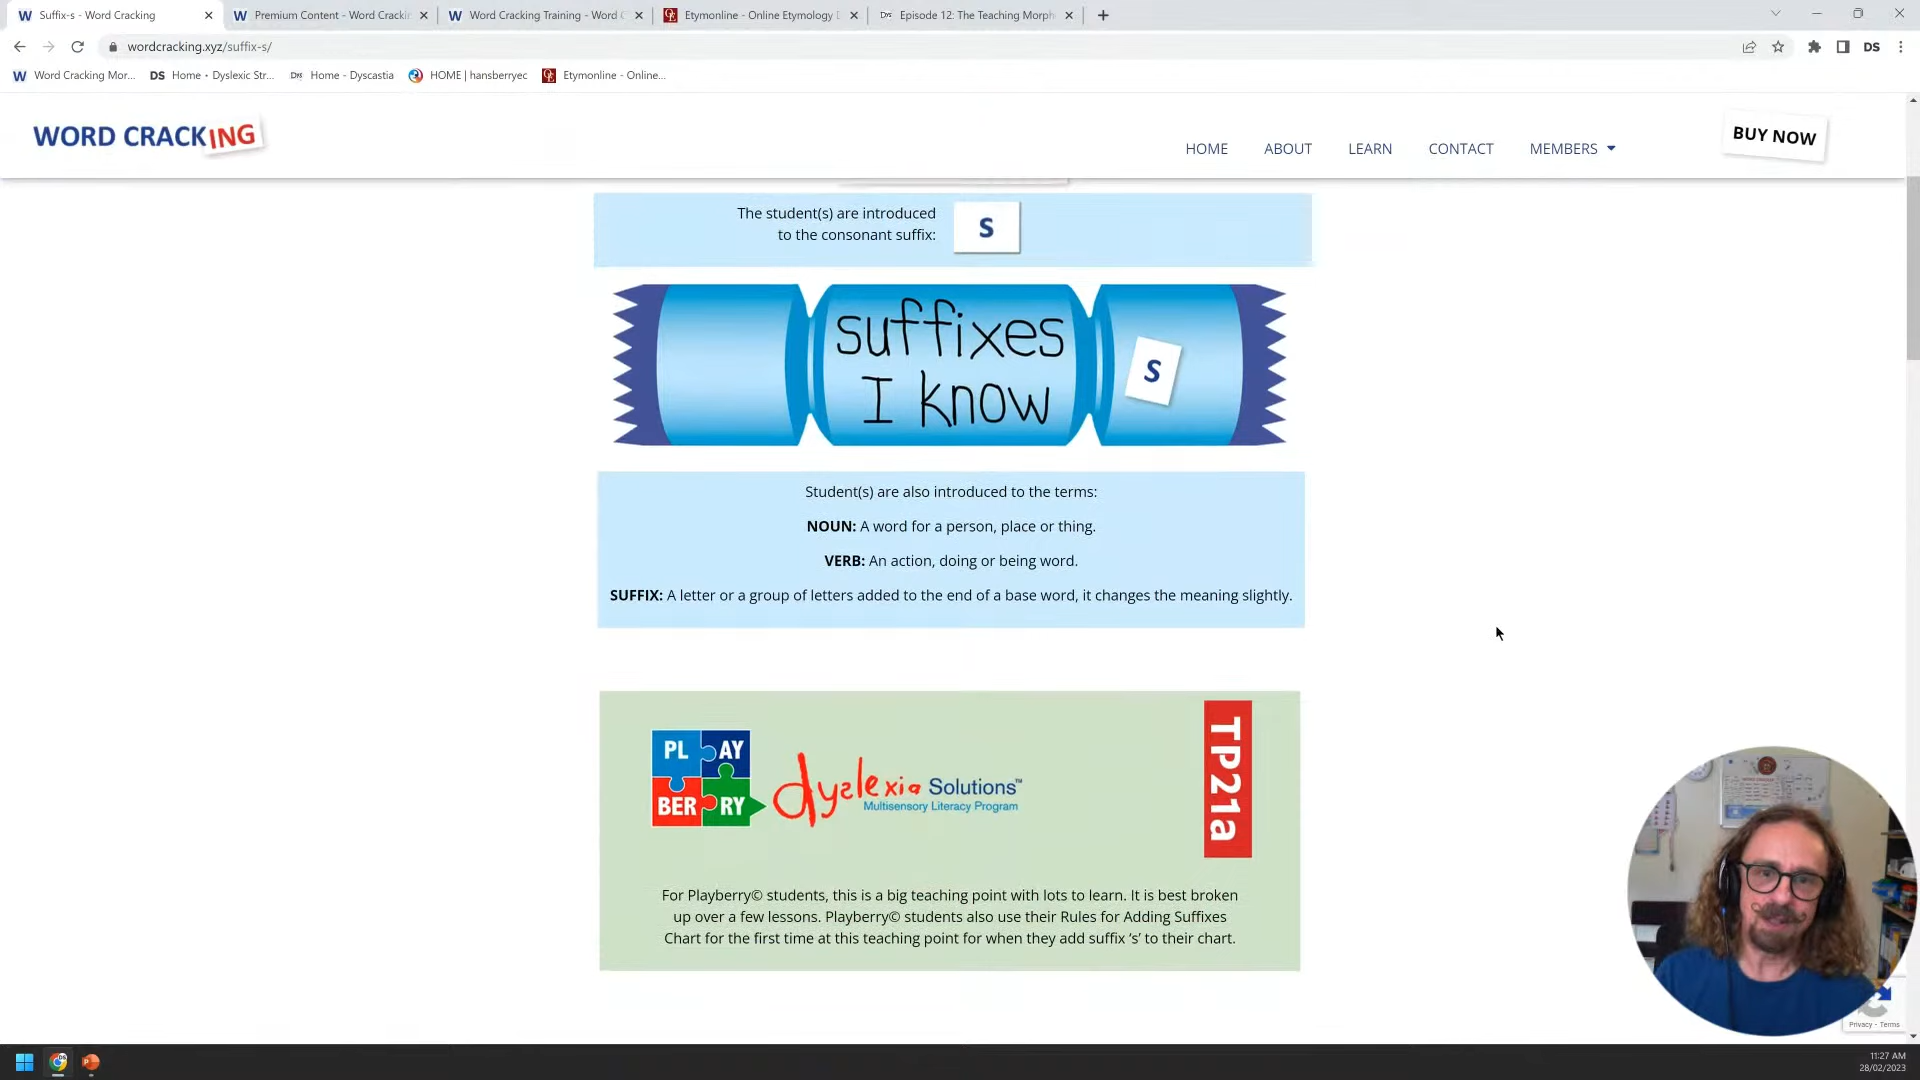 Suffix-s - Word Cracking
Premium Content - Word Crackin
Word Cracking Training - Word C
Etymonline - Online Etymology D
Episode 12: The Teaching Morph
wordcracking.xyz/suffix-s/
DS
Word Cracking Mor...
DS Home • Dyslexic Str...
Home - Dyscastia
HOME | hansberryec
Etymonline - Online...
WORD CRACKING
HOME
ABOUT
LEARN
CONTACT
MEMBERS
BUY NOW
The student(s) are introduced
to the consonant suffix:
S
suffixes
I know
S
Student(s) are also introduced to the terms:
NOUN: A word for a person, place or thing.
VERB: An action, doing or being word.
SUFFIX: A letter or a group of letters added to the end of a base word, it changes the meaning slightly.
PL AY
BER RY
dyslexia Solutions™
Multisensory Literacy Program
TP21a
For Playberry© students, this is a big teaching point with lots to learn. It is best broken
up over a few lessons. Playberry© students also use their Rules for Adding Suffixes
Chart for the first time at this teaching point for when they add suffix ‘s’ to their chart.
Privacy - Terms
11:27 AM
28/02/2023